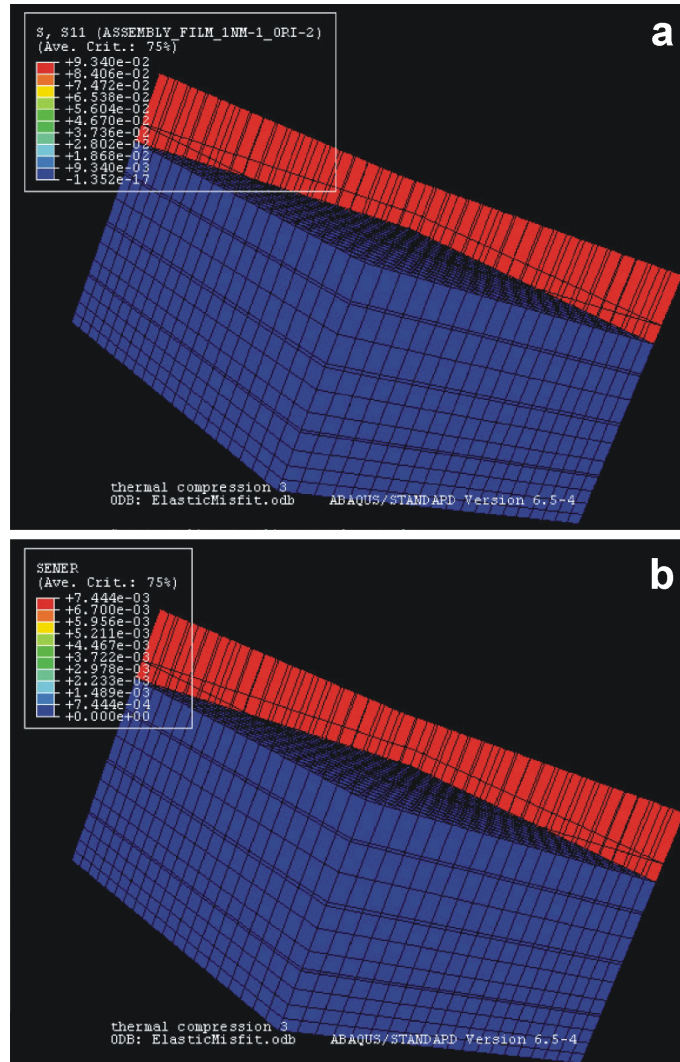 a
S, S11 (ASSEMBLY_FILM_1NM-1_ORI-2)
(Ave. Crit.: 75%)
+9.340e-02
+8.406e-02
+7.472e-02
+6.538e-02
+5.604e-02
+4.670e-02
+3.736e-02
+2.802e-02
+1.868e-02
+9.340e-03
-1.352e-17
thermal compression 3
ODB: ElasticMisfit.odb ABAQUS/STANDARD Version 6.5-4
b
SENER
(Ave. Crit.: 75%)
+7.444e-03
+6.700e-03
+5.956e-03
+5.211e-03
+4.467e-03
+3.722e-03
+2.978e-03
+2.233e-03
+1.489e-03
+7.444e-04
+0.000e+00
thermal compression 3
ODB: ElasticMisfit.odb ABAQUS/STANDARD Version 6.5-4